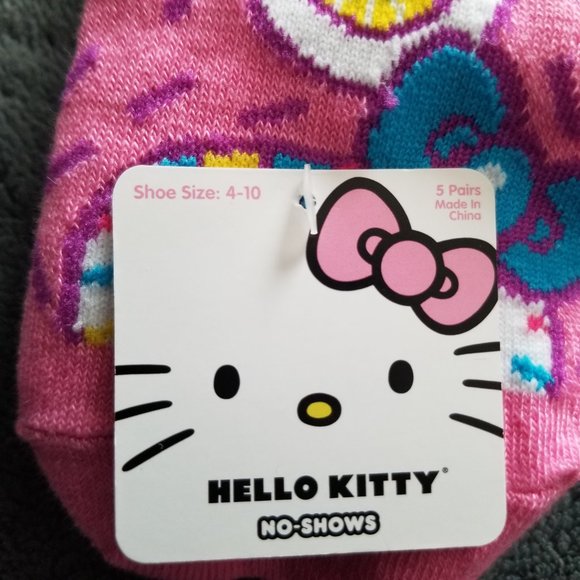 Shoe Size: 4-10
5 Pairs
Made In
China
HELLO KITTY®
NO-SHOWS